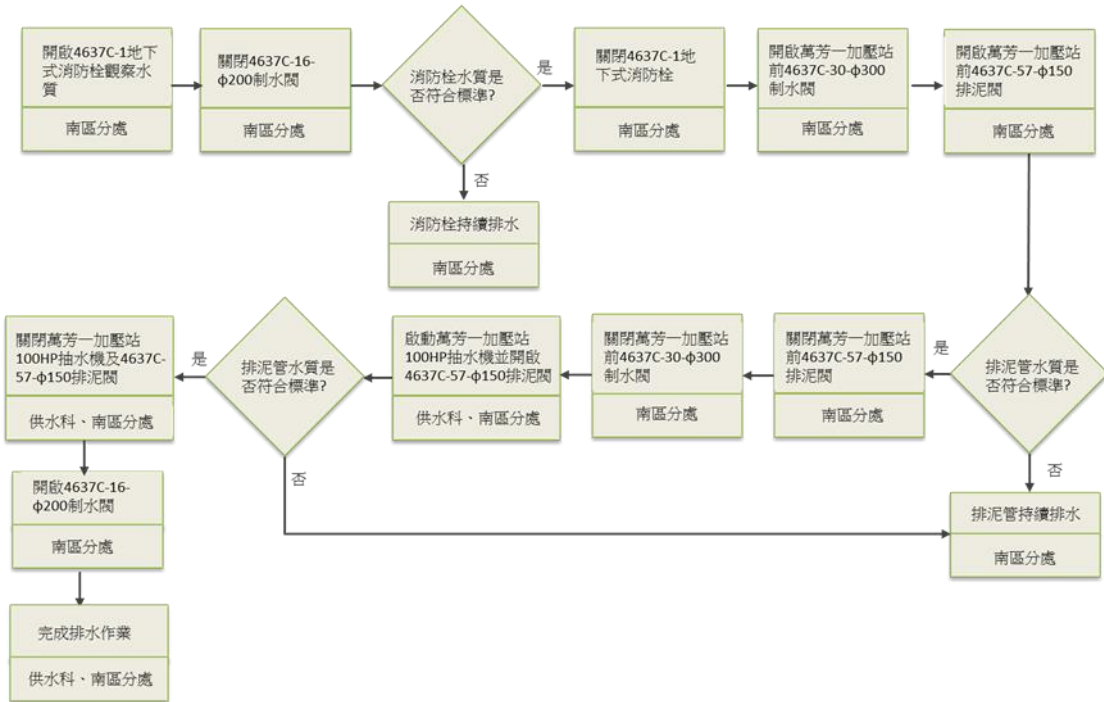 開啟4637C-1地下
式消防栓觀察水
質
南區分處
關閉4637C-16-
φ200制水閥
南區分處
消防栓水質是
否符合標準?
是
關閉4637C-1地
下式消防栓
南區分處
開啟萬芳一加壓站
前4637C-30-φ300
制水閥
南區分處
開啟萬芳一加壓站
前4637C-57-φ150
排泥閥
南區分處
否
消防栓持續排水
南區分處
排泥管水質是
否符合標準?
是
關閉萬芳一加壓站
前4637C-57-φ150
排泥閥
南區分處
關閉萬芳一加壓站
前4637C-30-φ300
制水閥
南區分處
啟動萬芳一加壓站
100HP抽水機並開啟
4637C-57-φ150排泥閥
供水科、南區分處
排泥管水質是
否符合標準?
是
關閉萬芳一加壓站
100HP抽水機及4637C-
57-φ150排泥閥
供水科、南區分處
否
否
排泥管持續排水
南區分處
開啟4637C-16-
φ200制水閥
南區分處
完成排水作業
供水科、南區分處